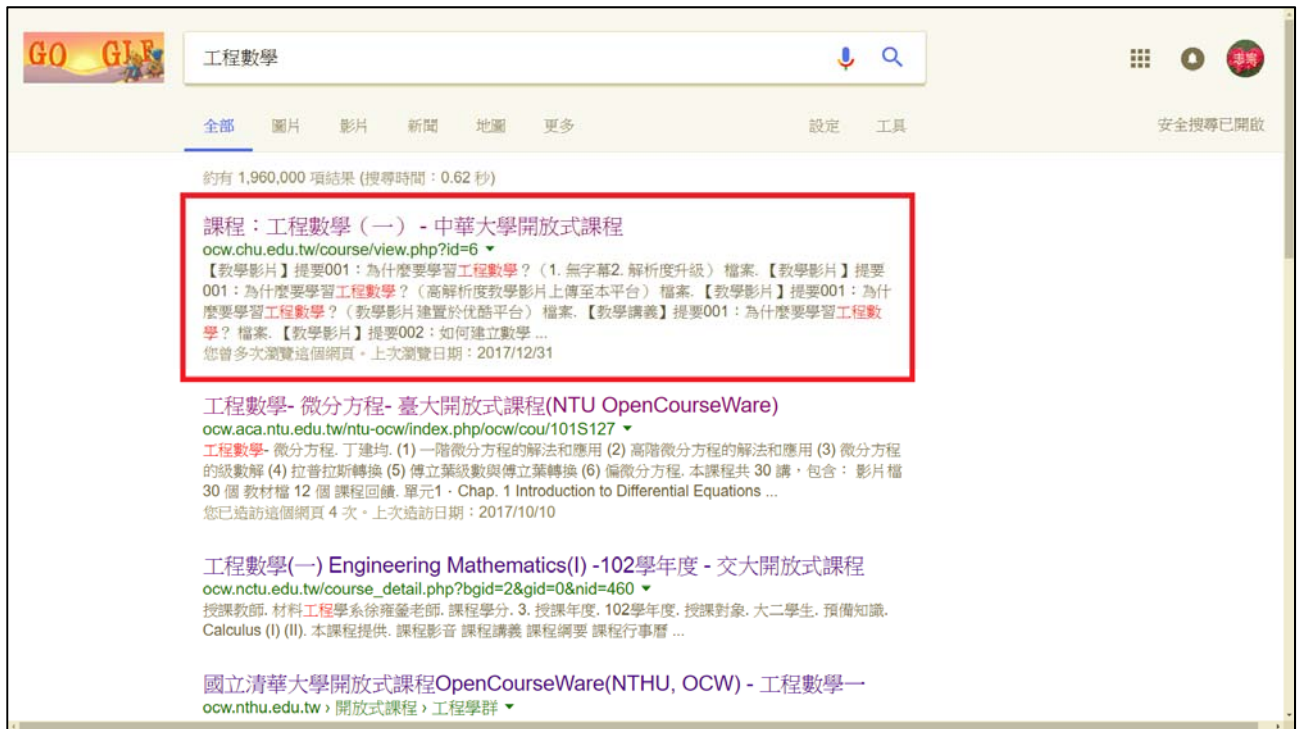 GO GLE
工程數學
全部 圖片 影片 新聞 地圖 更多 設定 工具 安全搜尋已開啟
約有 1,960,000 項結果 (搜尋時間：0.62 秒)
課程：工程數學（一） - 中華大學開放式課程
ocw.chu.edu.tw/course/view.php?id=6
【教學影片】提要001：為什麼要學習工程數學？（1. 無字幕2. 解析度升級） 檔案. 【教學影片】提要
001：為什麼要學習工程數學？（高解析度教學影片上傳至本平台） 檔案. 【教學影片】提要001：為什
麼要學習工程數學？（教學影片建置於优酷平台） 檔案. 【教學講義】提要001：為什麼要學習工程數
學？ 檔案. 【教學影片】提要002：如何建立數學 ...
您曾多次瀏覽這個網頁。上次瀏覽日期：2017/12/31
工程數學- 微分方程- 臺大開放式課程(NTU OpenCourseWare)
ocw.aca.ntu.edu.tw/ntu-ocw/index.php/ocw/cou/101S127
工程數學- 微分方程. 丁建均. (1) 一階微分方程的解法和應用 (2) 高階微分方程的解法和應用 (3) 微分方程
的級數解 (4) 拉普拉斯轉換 (5) 傅立葉級數與傅立葉轉換 (6) 偏微分方程. 本課程共 30 講，包含： 影片檔
30 個 教材檔 12 個 課程回饋. 單元1 · Chap. 1 Introduction to Differential Equations ...
您已造訪這個網頁 4 次。上次造訪日期：2017/10/10
工程數學(一) Engineering Mathematics(I) -102學年度 - 交大開放式課程
ocw.nctu.edu.tw/course_detail.php?bgid=2&gid=0&nid=460
授課教師. 材料工程學系徐雍鎣老師. 課程學分. 3. 授課年度. 102學年度. 授課對象. 大二學生. 預備知識.
Calculus (I) (II). 本課程提供. 課程影音 課程講義 課程綱要 課程行事曆 ...
國立清華大學開放式課程OpenCourseWare(NTHU, OCW) - 工程數學一
ocw.nthu.edu.tw › 開放式課程 › 工程學群